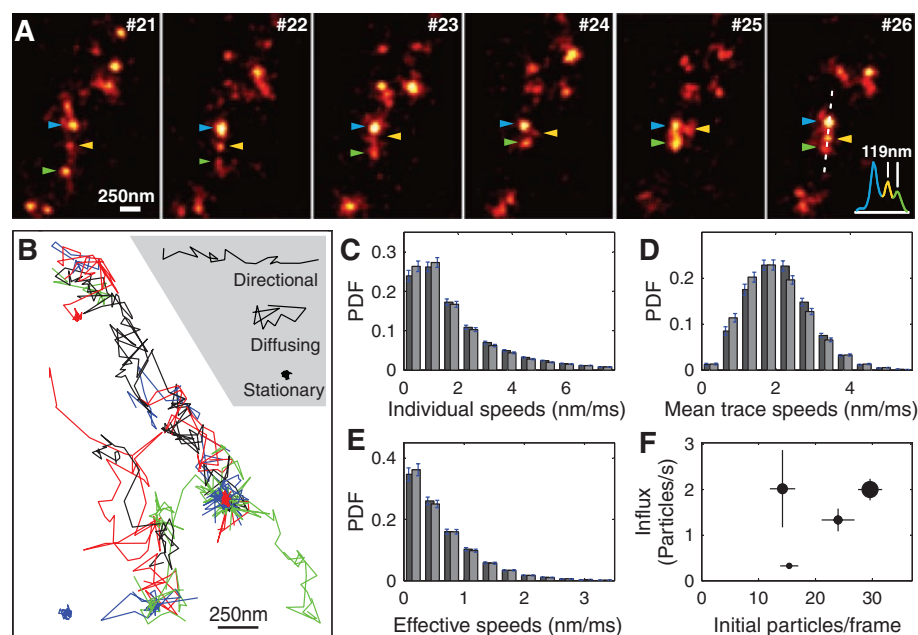 A #21 #22 #23 #24 #25 #26
250nm
119nm
B
Directional
Diffusing
Stationary
250nm
C
PDF
0.3
0.2
0.1
0
0 2 4 6
Individual speeds (nm/ms)
D
PDF
0.2
0.1
0
0 2 4
Mean trace speeds (nm/ms)
E
PDF
0.4
0.2
0
0 1 2 3
Effective speeds (nm/ms)
F
Influx
(Particles/s)
3
2
1
0
0 10 20 30
Initial particles/frame